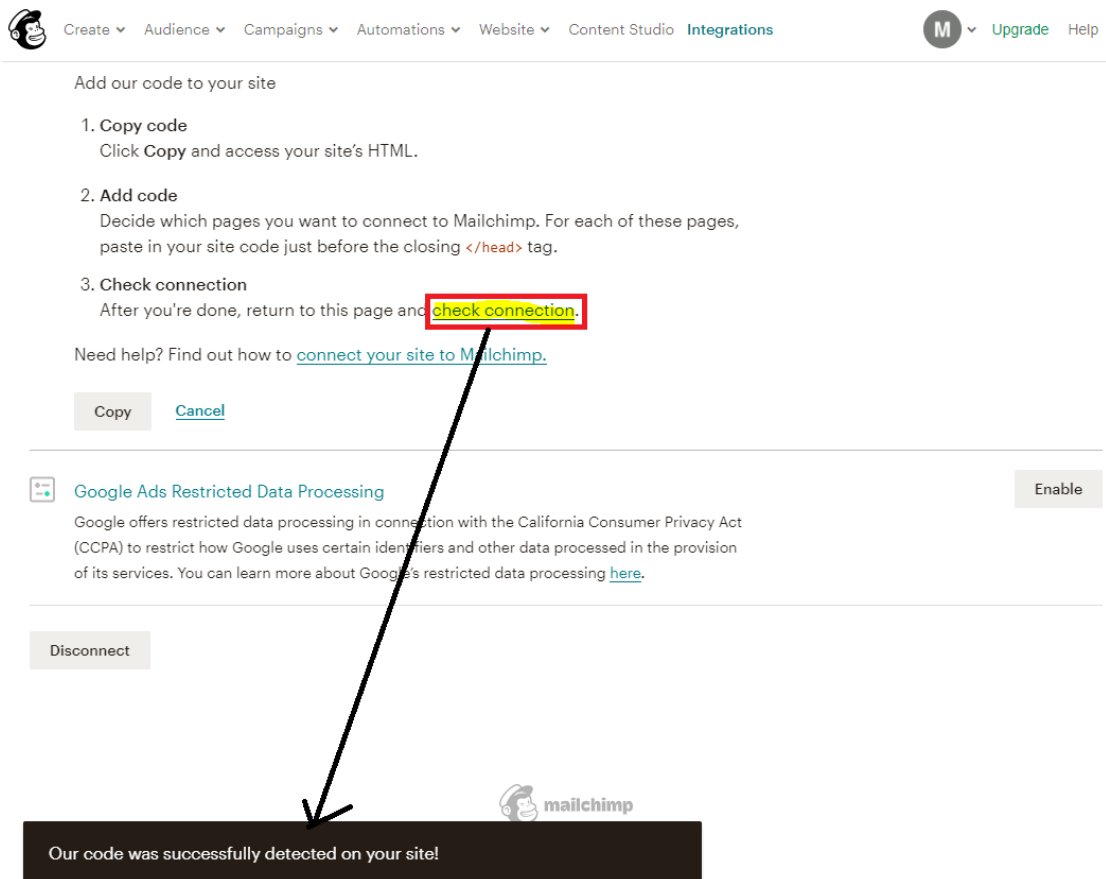 Create Audience Campaigns Automations Website Content Studio Integrations M Upgrade Help
Add our code to your site
1. Copy code
Click Copy and access your site's HTML.
2. Add code
Decide which pages you want to connect to Mailchimp. For each of these pages,
paste in your site code just before the closing </head> tag.
3. Check connection
After you're done, return to this page and check connection.
Need help? Find out how to connect your site to Mailchimp.
Copy Cancel
Google Ads Restricted Data Processing Enable
Google offers restricted data processing in connection with the California Consumer Privacy Act
(CCPA) to restrict how Google uses certain identifiers and other data processed in the provision
of its services. You can learn more about Google's restricted data processing here.
Disconnect
mailchimp
Our code was successfully detected on your site!